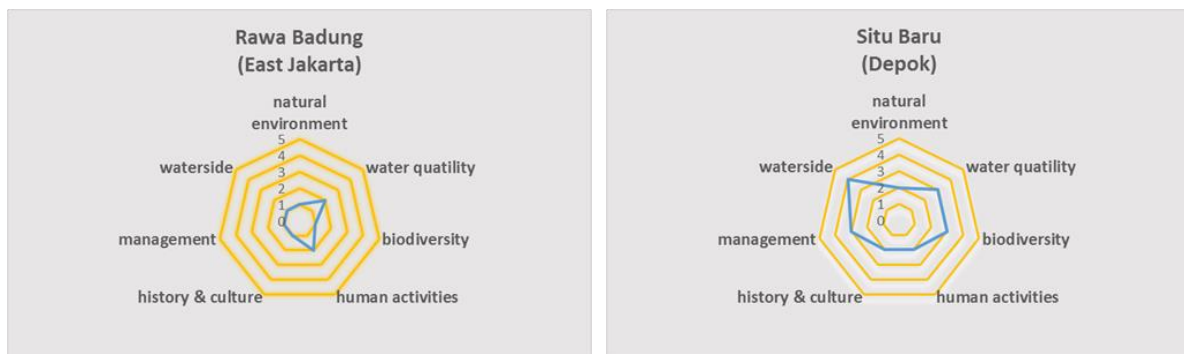 Rawa Badung
(East Jakarta)
natural
environment
5
4
3
2
1
0
waterside
water quatility
management
biodiversity
history & culture
human activities
Situ Baru
(Depok)
natural
environment
5
4
3
2
1
0
waterside
water quatility
management
biodiversity
history & culture
human activities